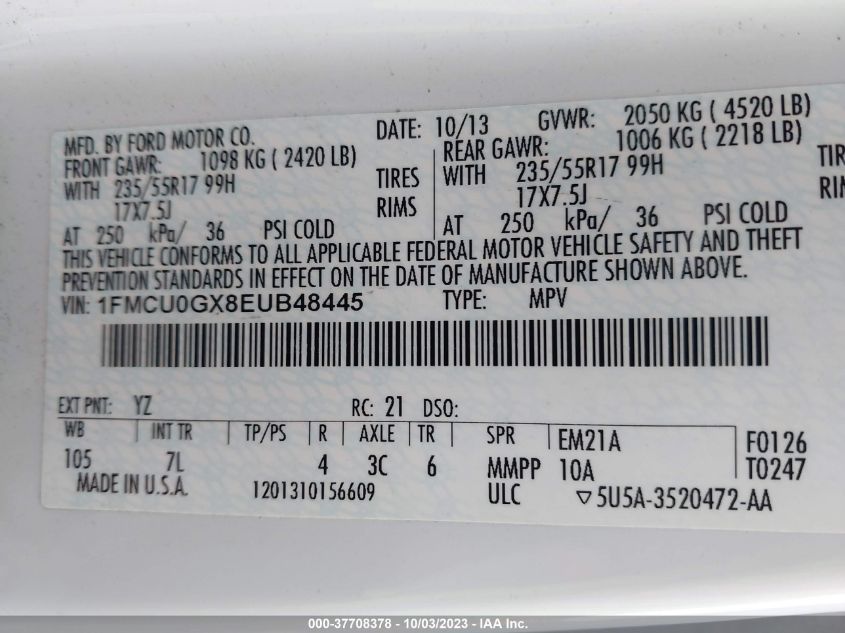 MFD. BY FORD MOTOR CO. DATE: 10/13 GVWR: 2050 KG ( 4520 LB)
FRONT GAWR: 1098 KG ( 2420 LB) REAR GAWR: 1006 KG ( 2218 LB)
WITH 235/55R17 99H TIRES WITH 235/55R17 99H TIR
17X7.5J RIMS 17X7.5J RIM
AT 250 kPa/ 36 PSI COLD AT 250 kPa/ 36 PSI COLD
THIS VEHICLE CONFORMS TO ALL APPLICABLE FEDERAL MOTOR VEHICLE SAFETY AND THEFT
PREVENTION STANDARDS IN EFFECT ON THE DATE OF MANUFACTURE SHOWN ABOVE.
VIN: 1FMCU0GX8EUB48445 TYPE: MPV
EXT PNT: YZ RC: 21 DSO:
WB INT TR TP/PS R AXLE TR SPR EM21A F0126
105 7L 4 3C 6 MMPP 10A T0247
MADE IN U.S.A. 1201310156609 ULC ▽5U5A-3520472-AA
000-37708378 - 10/03/2023 - IAA Inc.